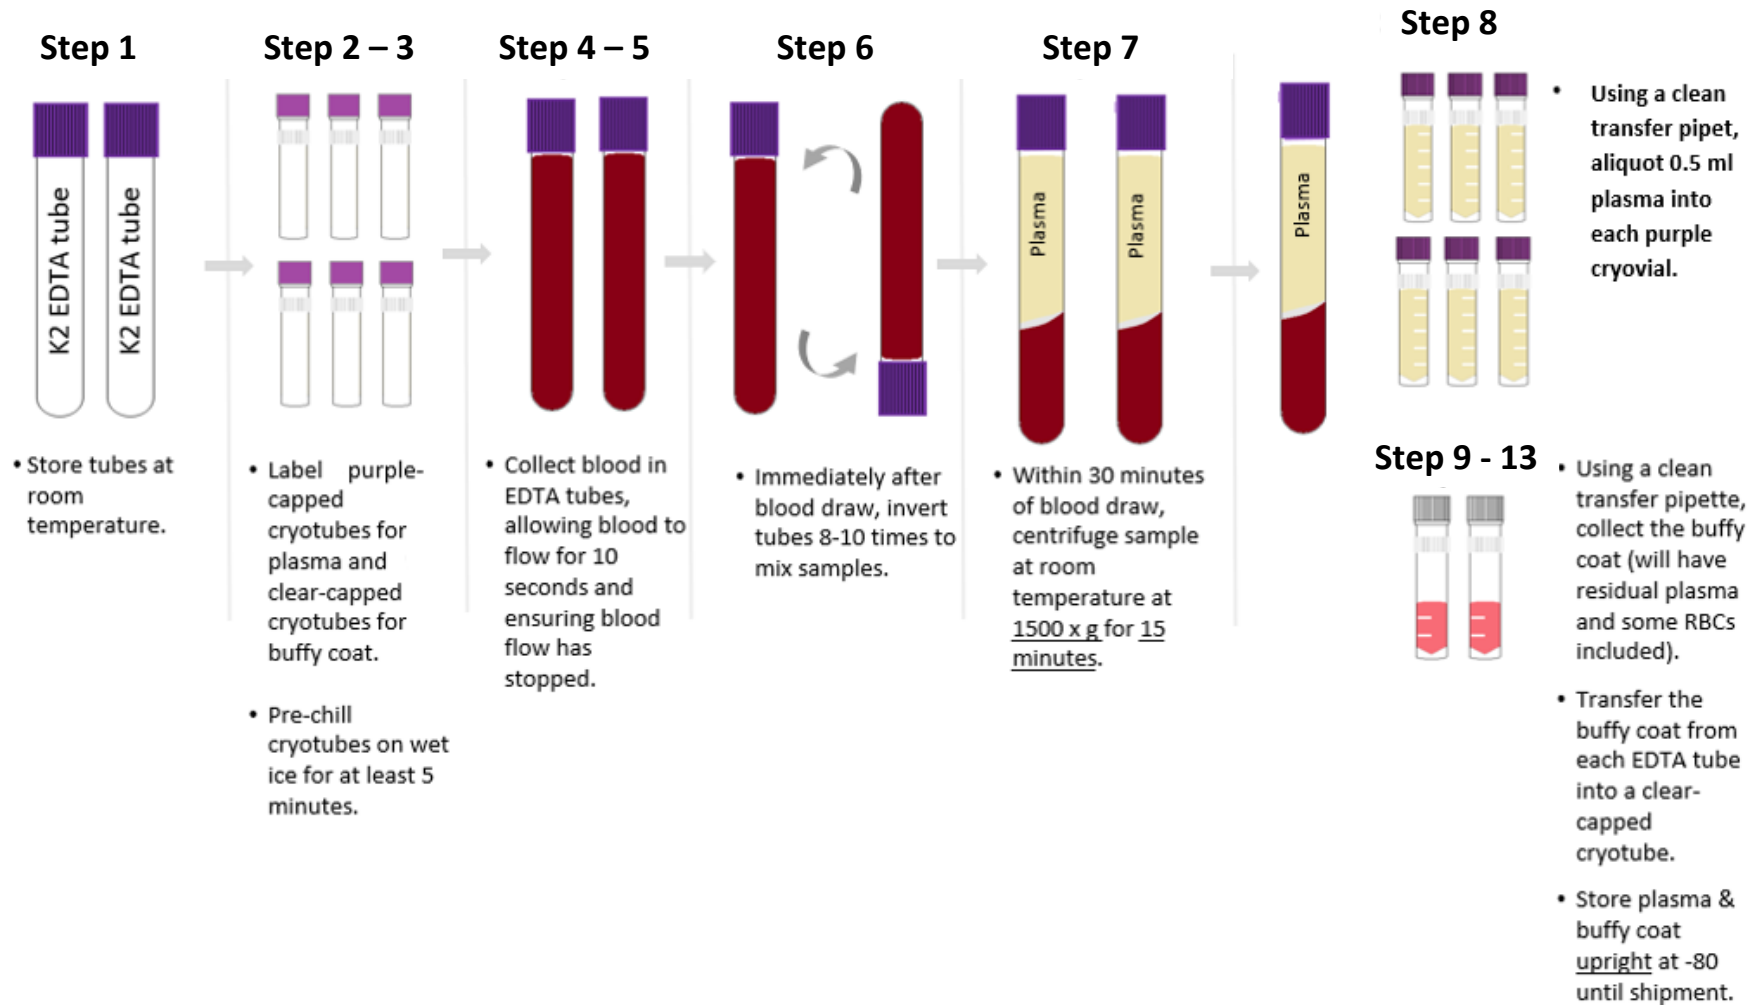 Step 1
K2 EDTA tube
K2 EDTA tube
• Store tubes at
room
temperature.
Step 2 – 3
• Label purple-
capped
cryotubes for
plasma and
clear-capped
cryotubes for
buffy coat.
• Pre-chill
cryotubes on wet
ice for at least 5
minutes.
Step 4 – 5
• Collect blood in
EDTA tubes,
allowing blood to
flow for 10
seconds and
ensuring blood
flow has
stopped.
Step 6
• Immediately after
blood draw, invert
tubes 8-10 times to
mix samples.
Step 7
Plasma
Plasma
• Within 30 minutes
of blood draw,
centrifuge sample
at room
temperature at
1500 x g for 15
minutes.
Plasma
Step 8
• Using a clean
transfer pipet,
aliquot 0.5 ml
plasma into
each purple
cryovial.
Step 9 - 13
• Using a clean
transfer pipette,
collect the buffy
coat (will have
residual plasma
and some RBCs
included).
• Transfer the
buffy coat from
each EDTA tube
into a clear-
capped
cryotube.
• Store plasma &
buffy coat
upright at -80
until shipment.